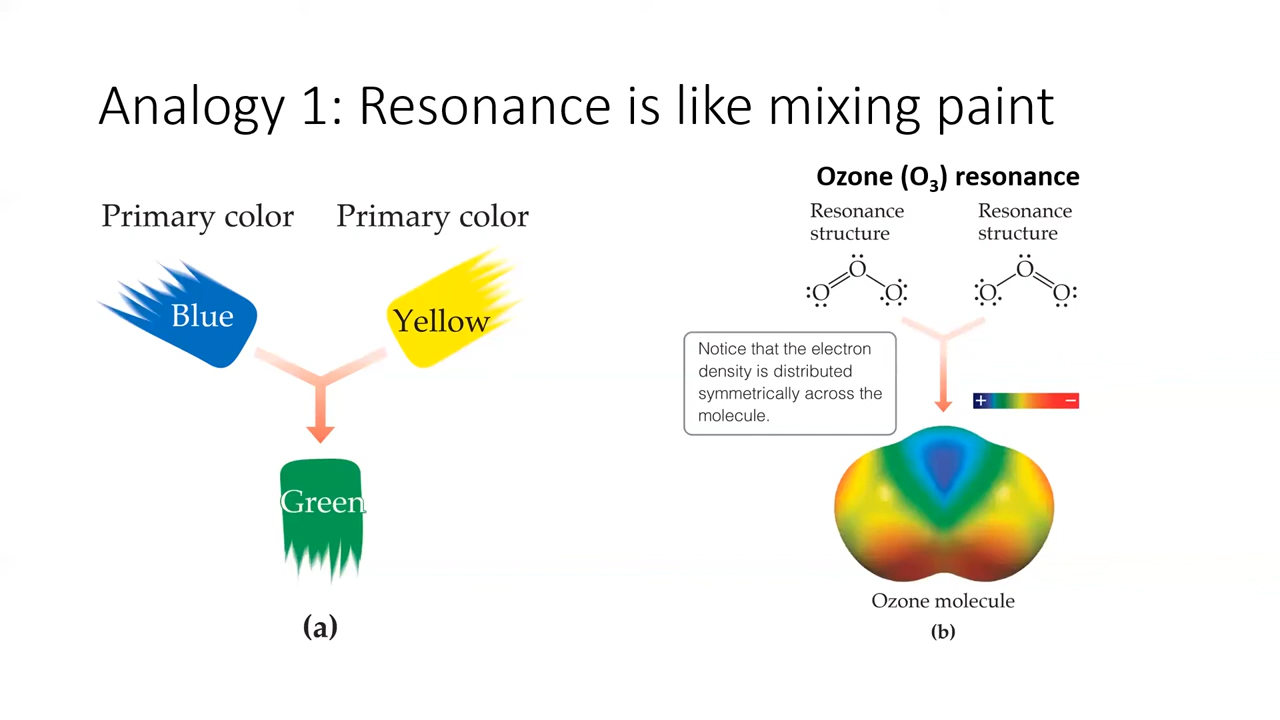 Analogy 1: Resonance is like mixing paint
Primary color
Primary color
Blue
Yellow
Green
(a)
Ozone (O₃) resonance
Resonance
structure
Resonance
structure
O
O
O
O
O
O
Notice that the electron
density is distributed
symmetrically across the
molecule.
+
−
Ozone molecule
(b)